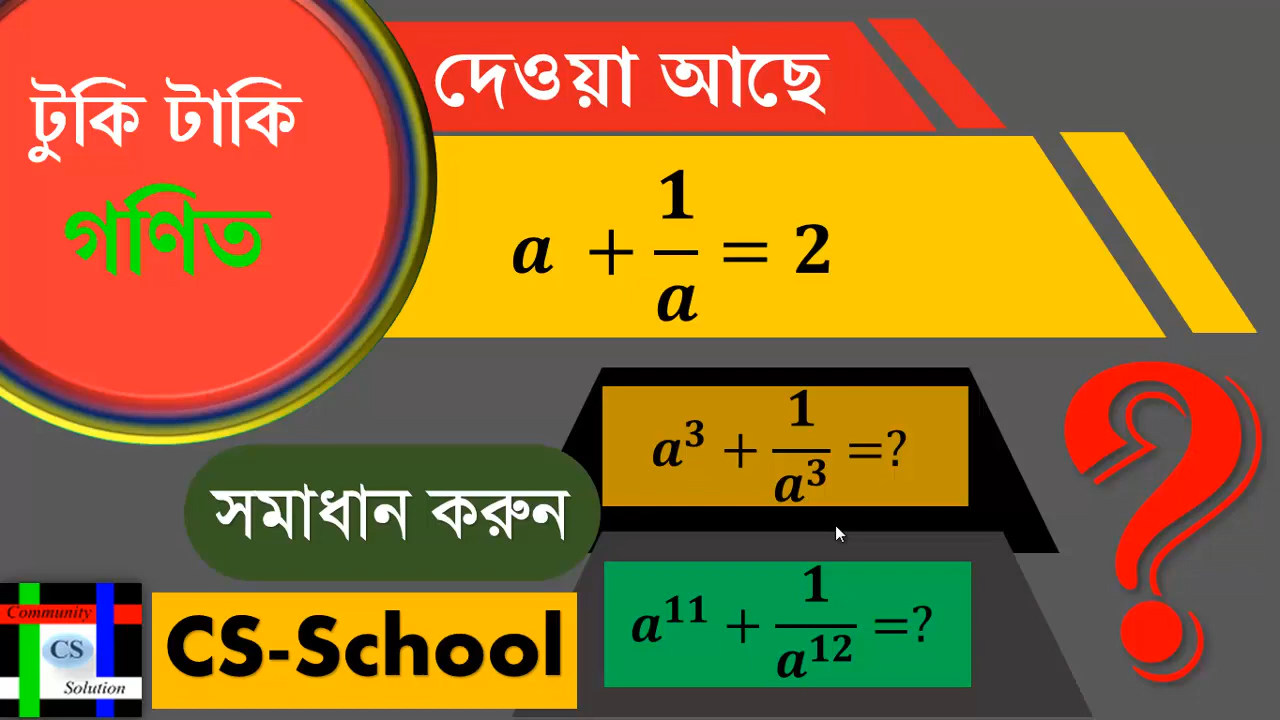 টুকি টাকি
গণিত
দেওয়া আছে
a + 1/a = 2
a³ + 1/a³ =?
সমাধান করুন
a¹¹ + 1/a¹² =?
CS-School
Community
CS
Solution